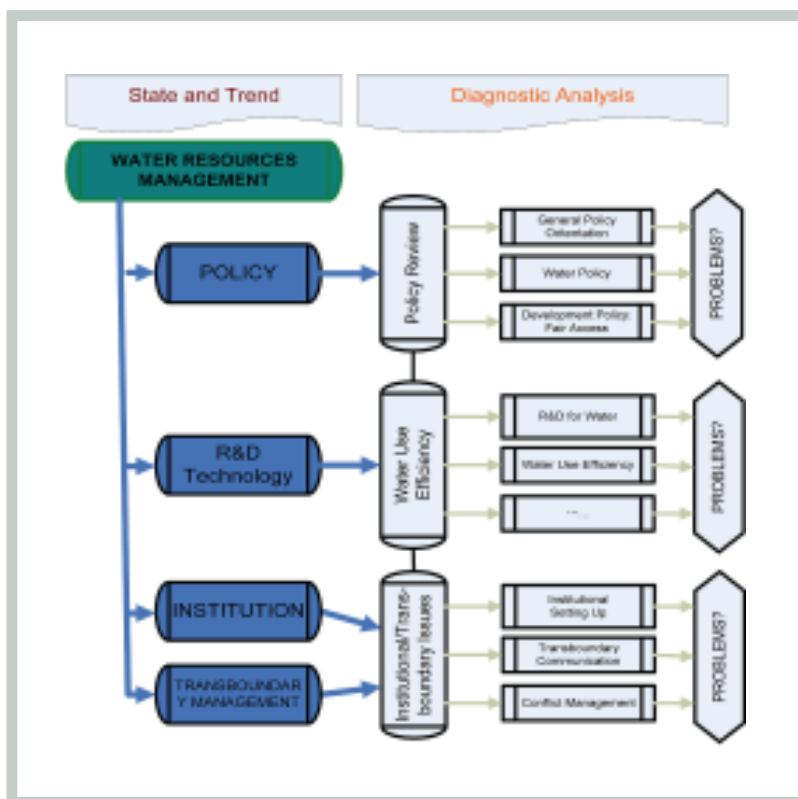 State and Trend
Diagnostic Analysis
WATER RESOURCES
MANAGEMENT
POLICY
Policy Review
General Policy
Orientation
Water Policy
Development Policy:
Fair Access
PROBLEMS?
R&D
Technology
Water Use
Efficiency
R&D for Water
Water Use Efficiency
.....
PROBLEMS?
INSTITUTION
TRANSBOUNDAR
Y MANAGEMENT
Institutional/Trans-
boundary Issues
Institutional
Setting Up
Transboundary
Communication
Conflict Management
PROBLEMS?